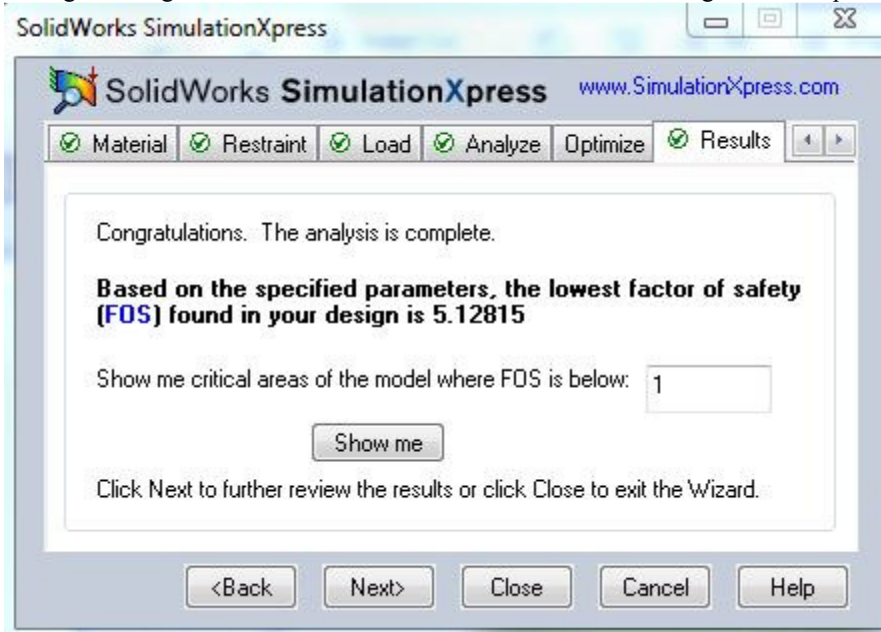 SolidWorks SimulationXpress
SolidWorks SimulationXpress www.SimulationXpress.com
Material Restraint Load Analyze Optimize Results
Congratulations. The analysis is complete.
Based on the specified parameters, the lowest factor of safety
(FOS) found in your design is 5.12815
Show me critical areas of the model where FOS is below: 1
Show me
Click Next to further review the results or click Close to exit the Wizard.
<Back Next> Close Cancel Help